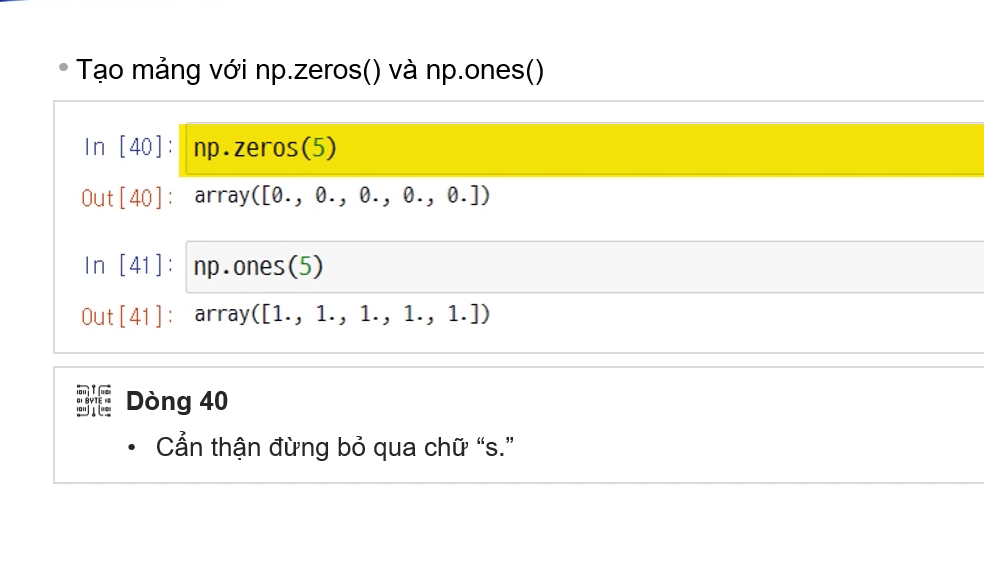 • Tạo mảng với np.zeros() và np.ones()
In [40]: np.zeros(5)
Out[40]: array([0., 0., 0., 0., 0.])
In [41]: np.ones(5)
Out[41]: array([1., 1., 1., 1., 1.])
BYTE
Dòng 40
• Cẩn thận đừng bỏ qua chữ “s.”